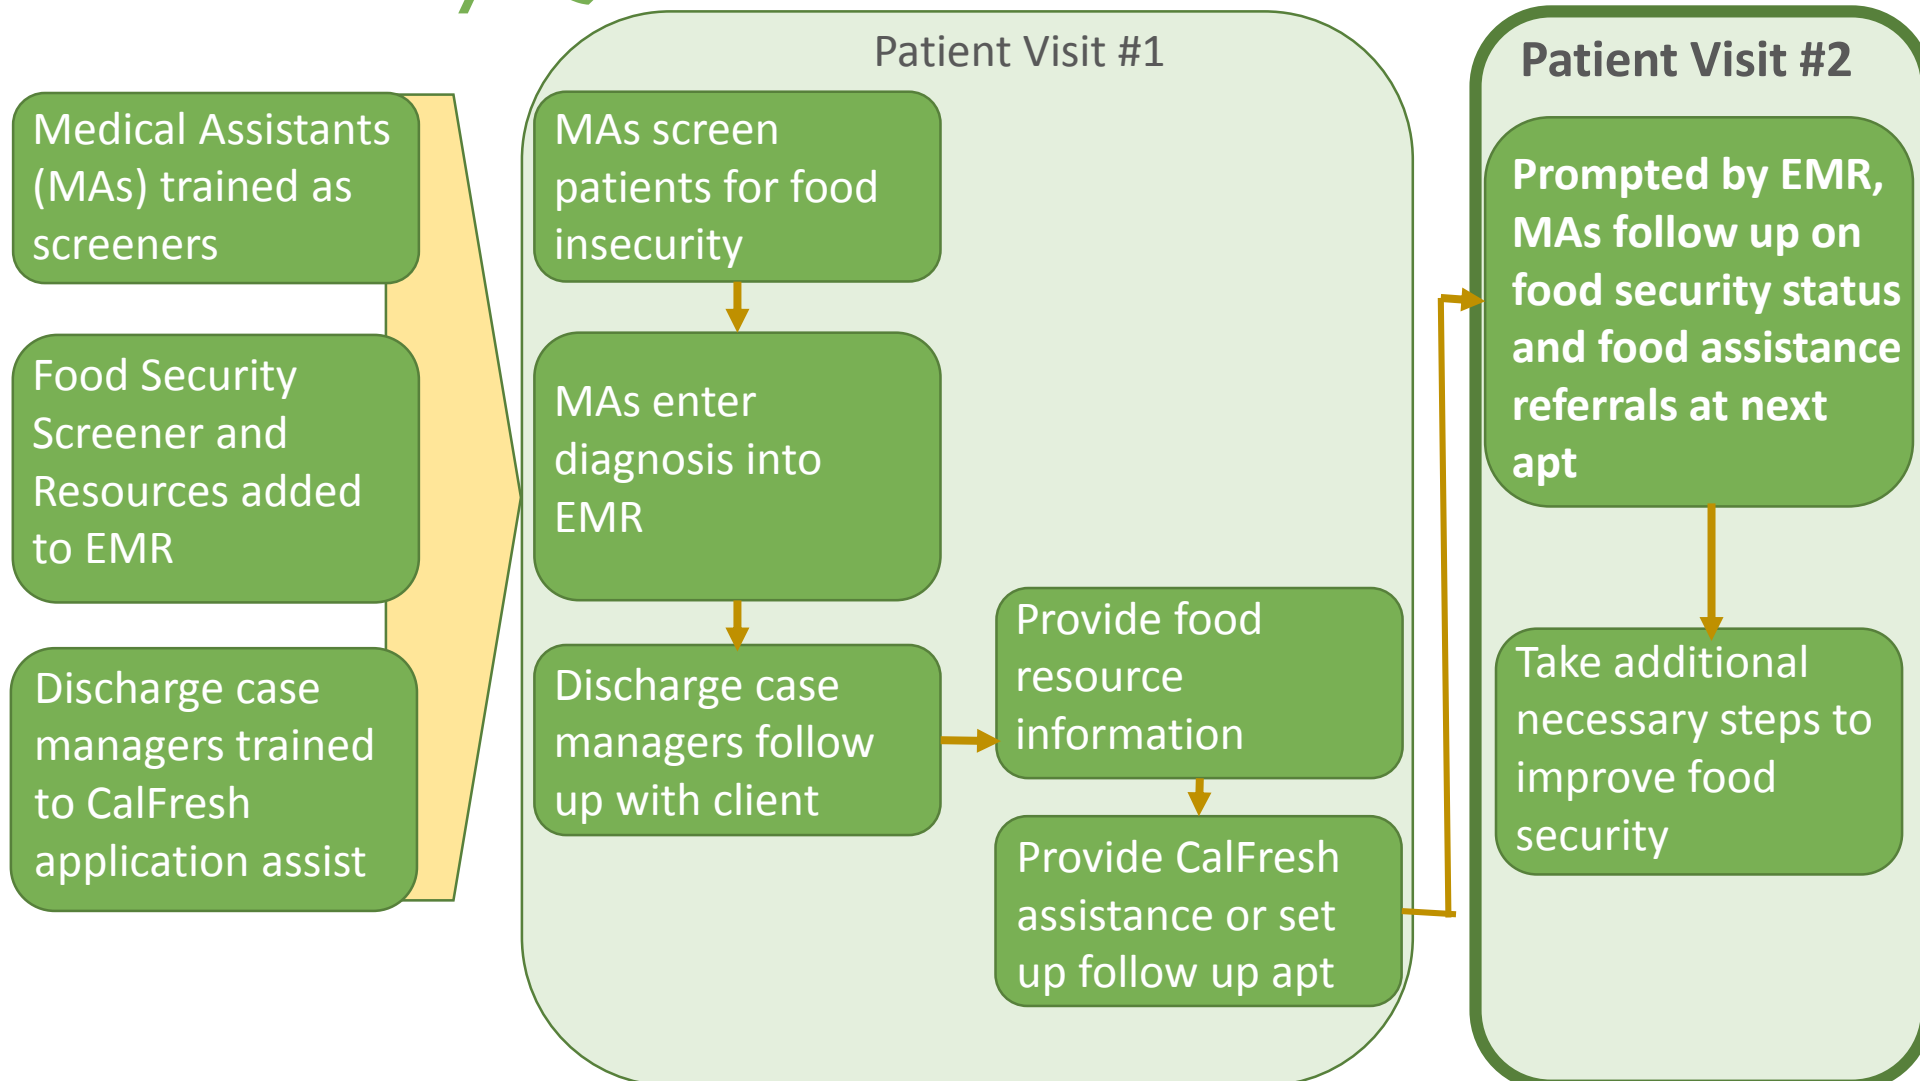 Medical Assistants
(MAs) trained as
screeners
Food Security
Screener and
Resources added
to EMR
Discharge case
managers trained
to CalFresh
application assist
Patient Visit #1
MAs screen
patients for food
insecurity
MAs enter
diagnosis into
EMR
Discharge case
managers follow
up with client
Provide food
resource
information
Provide CalFresh
assistance or set
up follow up apt
Patient Visit #2
Prompted by EMR,
MAs follow up on
food security status
and food assistance
referrals at next
apt
Take additional
necessary steps to
improve food
security